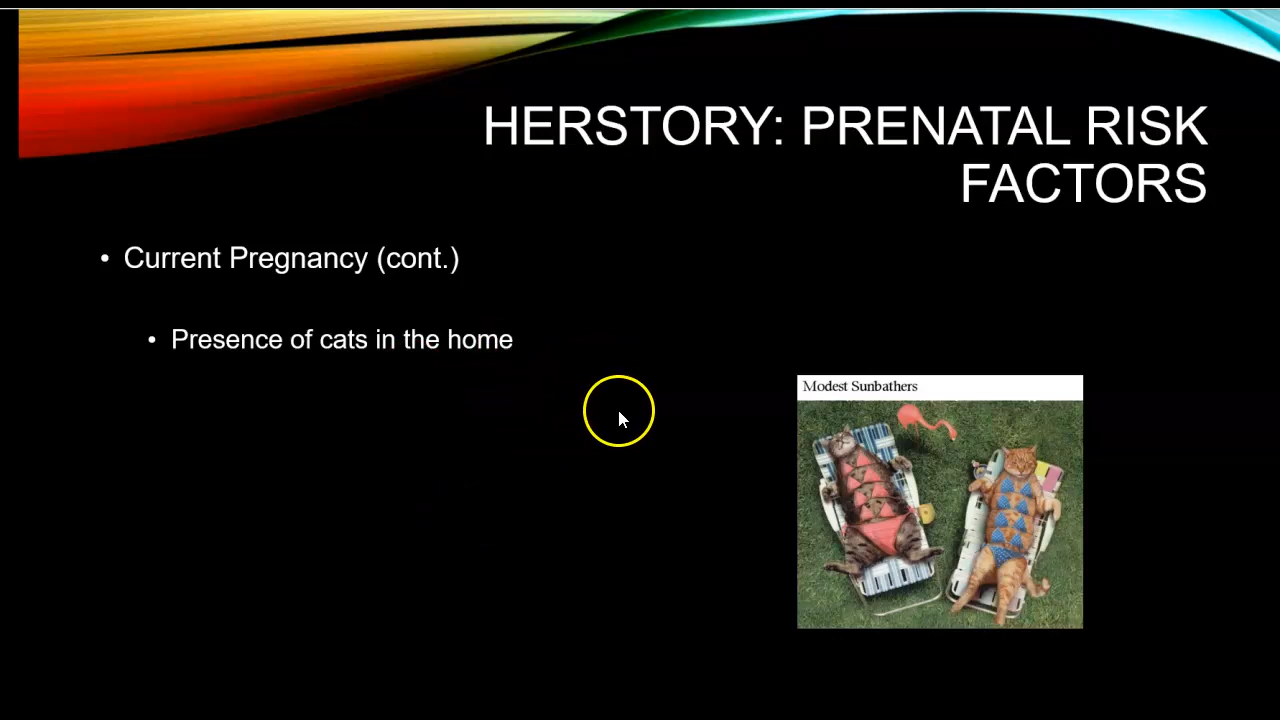 HERSTORY: PRENATAL RISK
FACTORS
• Current Pregnancy (cont.)
• Presence of cats in the home
Modest Sunbathers